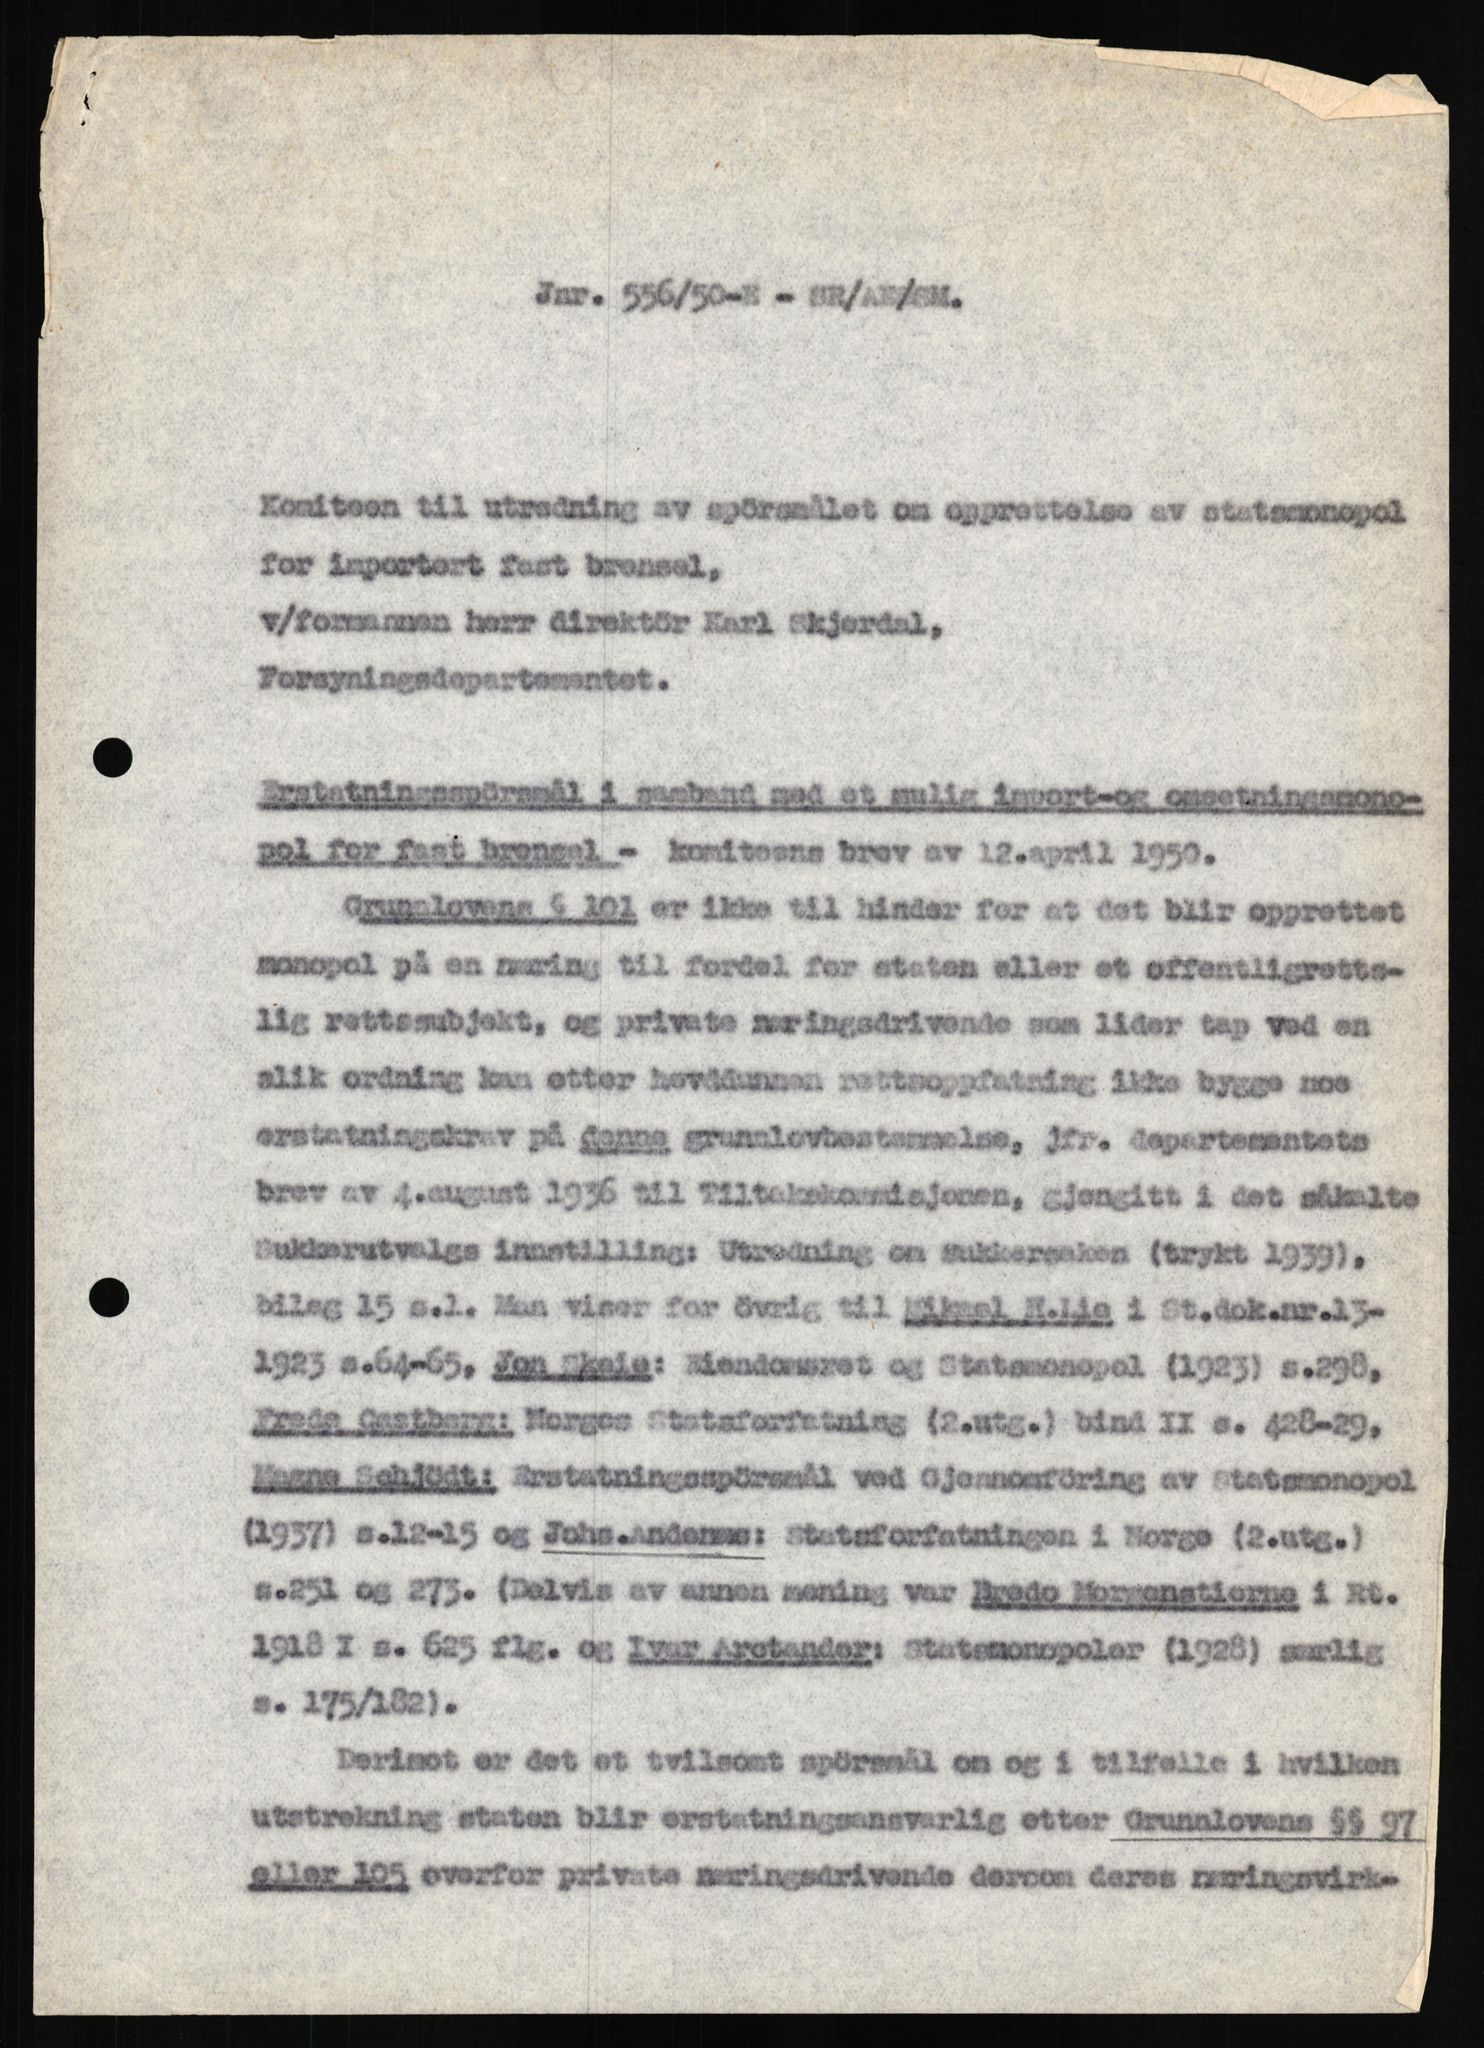 Jnr. 556/50-E - SR/AE/SM.
Komiteen til utredning av spörsmålet om opprettelse av statsmonopol
for importert fast brensel,
v/formannen herr direktör Karl Skjerdal,
Forsyningsdepartementet.
Erstatningsspörsmål i samband med et mulig import-og omsetningsmono-
pol for fast brensel - komiteens brev av 12.april 1950.
Grunnlovens § 101 er ikke til hinder for at det blir opprettet
monopol på en næring til fordel for staten eller et offentligretts-
lig rettssubjekt, og private næringsdrivende som lider tap ved en
slik ordning kan etter hevddunnen rettsoppfatning ikke bygge noe
erstatningskrav på denne grunnlovbestemmelse, jfr. departementets
brev av 4.august 1936 til Tiltakskommisjonen, gjengitt i det såkalte
Sukkerutvalgs innstilling: Utredning om sukkersaken (trykt 1939),
bilag 15 s.1. Man viser for övrig til Mikael H.Lie i St.dok.nr.13-
1923 s.64-65, Jon Skeie: Eiendomsret og Statsmonopol (1923) s.298,
Frede Castberg: Norges Statsforfatning (2.utg.) bind II s. 428-29,
Magne Schjödt: Erstatningsspörsmål ved Gjennomföring av Statsmonopol
(1937) s.12-15 og Johs.Andenæs: Statsforfatningen i Norge (2.utg.)
s.251 og 273. (Delvis av annen mening var Bredo Morgenstierne i Rt.
1918 I s. 625 flg. og Ivar Arctander: Statsmonopoler (1928) særlig
s. 175/182).
Derimot er det et tvilsomt spörsmål om og i tilfelle i hvilken
utstrekning staten blir erstatningsansvarlig etter Grunnlovens §§ 97
eller 105 overfor private næringsdrivende dersom deres næringsvirk-